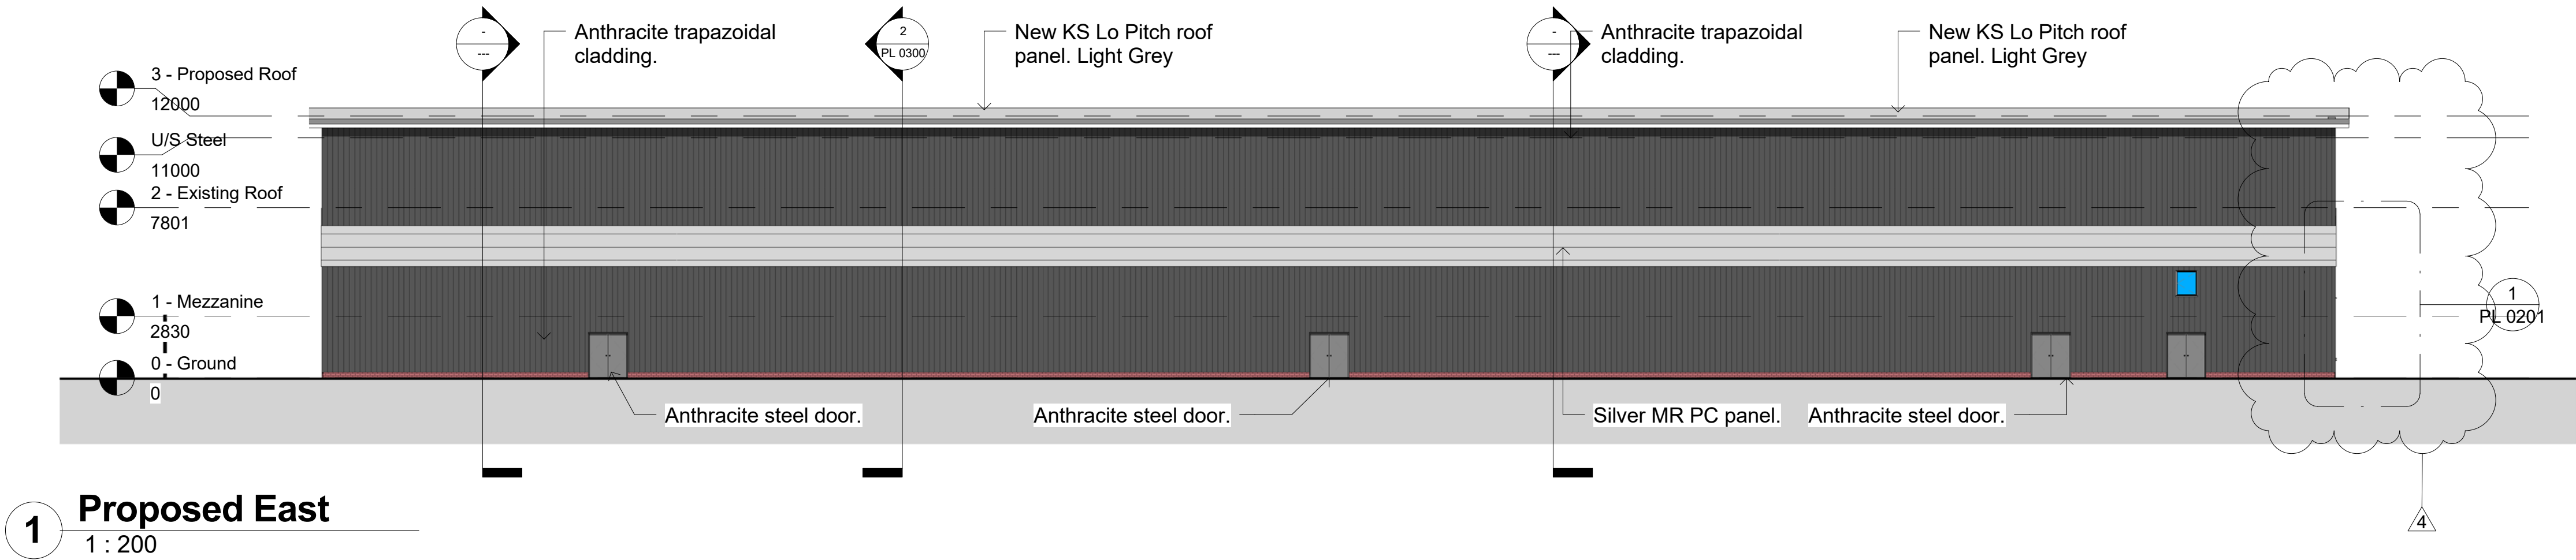 -
---
Anthracite trapazoidal
cladding.
2
PL 0300
New KS Lo Pitch roof
panel. Light Grey
-
---
Anthracite trapazoidal
cladding.
New KS Lo Pitch roof
panel. Light Grey
3 - Proposed Roof
12000
U/S Steel
11000
2 - Existing Roof
7801
1 - Mezzanine
2830
0 - Ground
0
1
PL 0201
Anthracite steel door.
Anthracite steel door.
Silver MR PC panel.
Anthracite steel door.
4
1
Proposed East
1 : 200